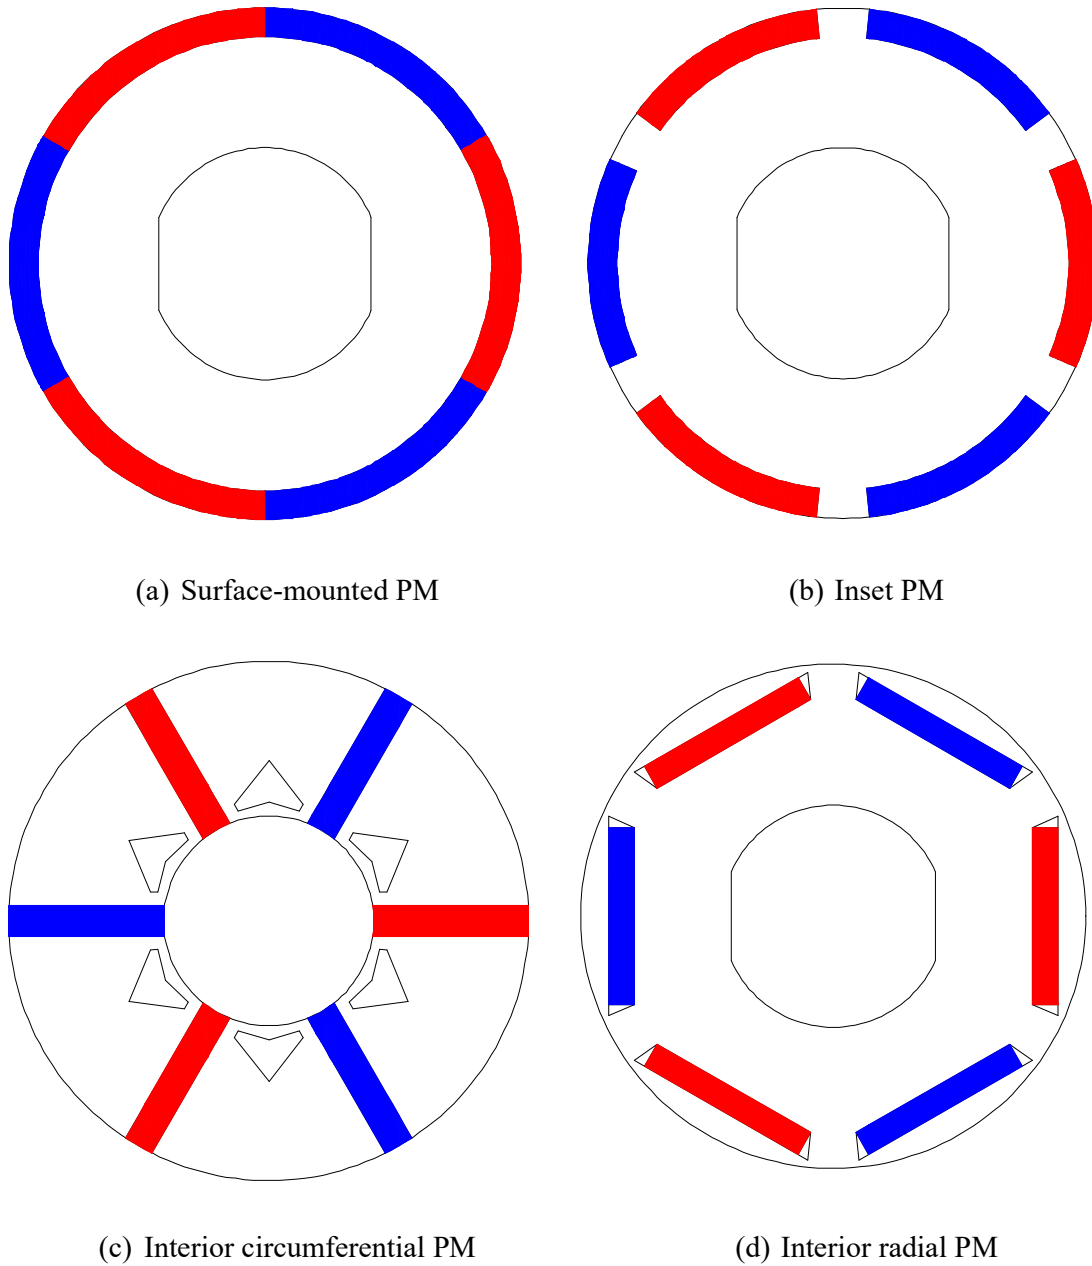 (a) Surface-mounted PM
(b) Inset PM
(c) Interior circumferential PM
(d) Interior radial PM